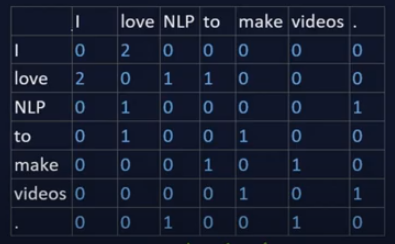 I love NLP to make videos .
I 0 2 0 0 0 0 0
love 2 0 1 1 0 0 0
NLP 0 1 0 0 0 0 1
to 0 1 0 0 1 0 0
make 0 0 0 1 0 1 0
videos 0 0 0 0 1 0 1
. 0 0 1 0 0 1 0